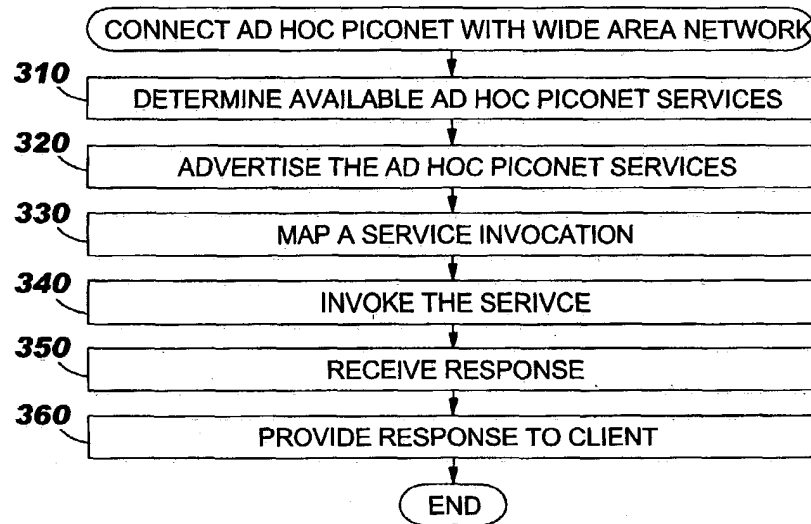 CONNECT AD HOC PICONET WITH WIDE AREA NETWORK
310
DETERMINE AVAILABLE AD HOC PICONET SERVICES
320
ADVERTISE THE AD HOC PICONET SERVICES
330
MAP A SERVICE INVOCATION
340
INVOKE THE SERIVCE
350
RECEIVE RESPONSE
360
PROVIDE RESPONSE TO CLIENT
END